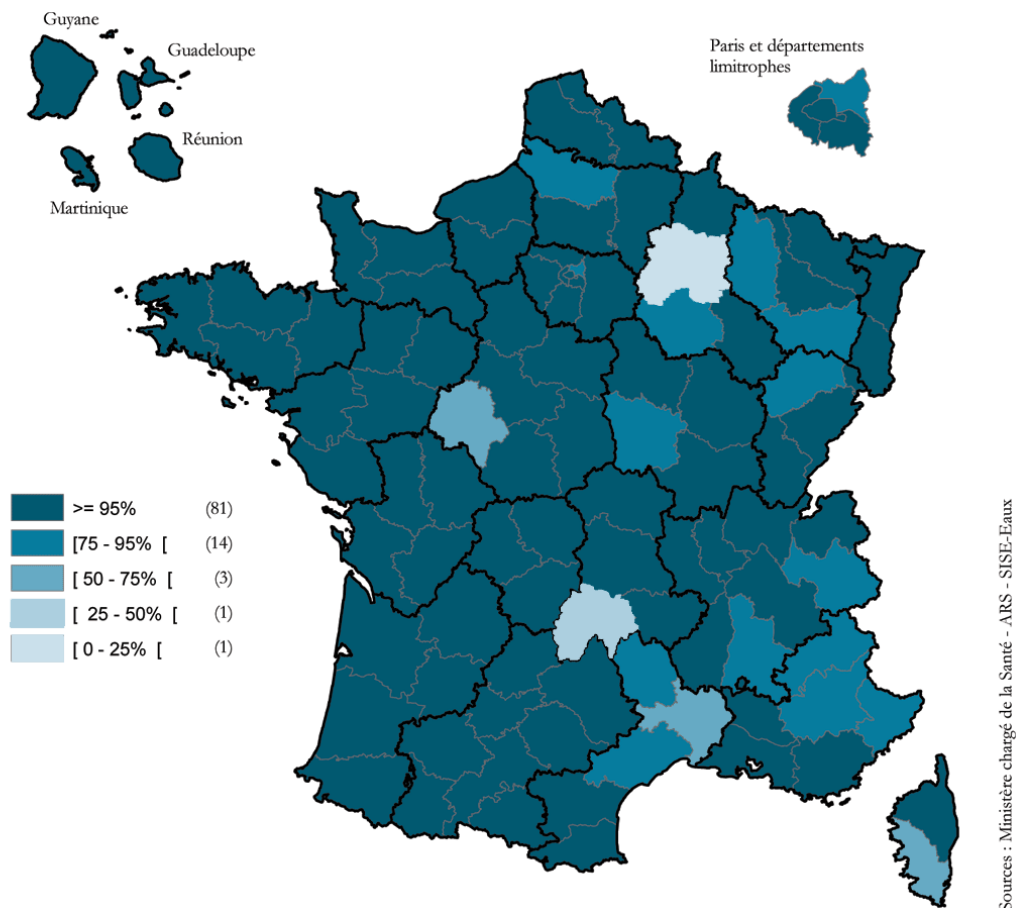 Guyane
Guadeloupe
Réunion
Martinique
Paris et départements
limitrophes
>= 95% (81)
[75 - 95% [ (14)
[ 50 - 75% [ (3)
[ 25 - 50% [ (1)
[ 0 - 25% [ (1)
Sources : Ministère chargé de la Santé - ARS - SISE-Eaux